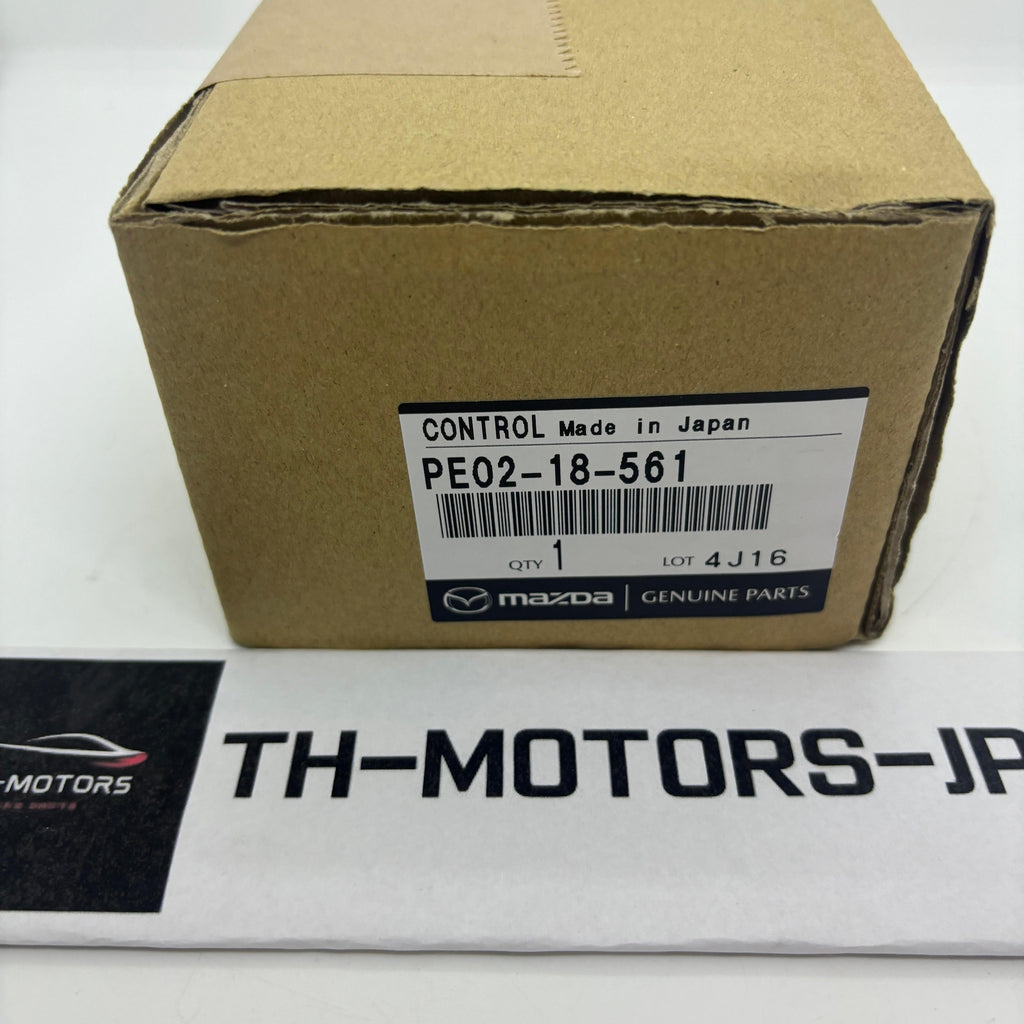 CONTROL Made in Japan
PE02-18-561
QTY 1 LOT 4J16
mazda GENUINE PARTS
TH-MOTORS-JP
-MOTORS